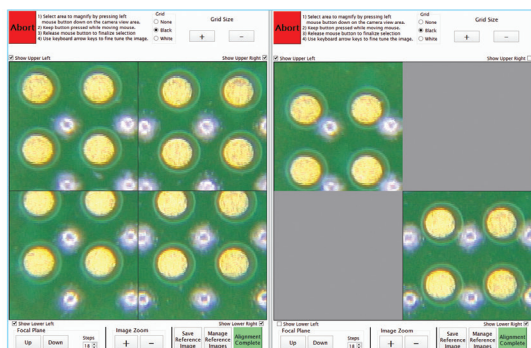 Abort
1) Select area to magnify by pressing left
mouse button down on the camera view area.
2) Keep button pressed while moving mouse.
3) Release mouse button to finalize selection
4) Use keyboard arrow keys to fine tune the image.
Grid
None
Black
White
Grid Size
+ −
Show Upper Left
Show Upper Right
Show Lower Left
Show Lower Right
Focal Plane
Up Down
Steps
18
Image Zoom
+ −
Save
Reference
Image
Manage
Reference
Images
Alignment
Complete
Abort
1) Select area to magnify by pressing left
mouse button down on the camera view area.
2) Keep button pressed while moving mouse.
3) Release mouse button to finalize selection
4) Use keyboard arrow keys to fine tune the image.
Grid
None
Black
White
Grid Size
+ −
Show Upper Left
Show Upper Right
Show Lower Left
Show Lower Right
Focal Plane
Up Down
Steps
18
Image Zoom
+ −
Save
Reference
Image
Manage
Reference
Images
Alignment
Complete